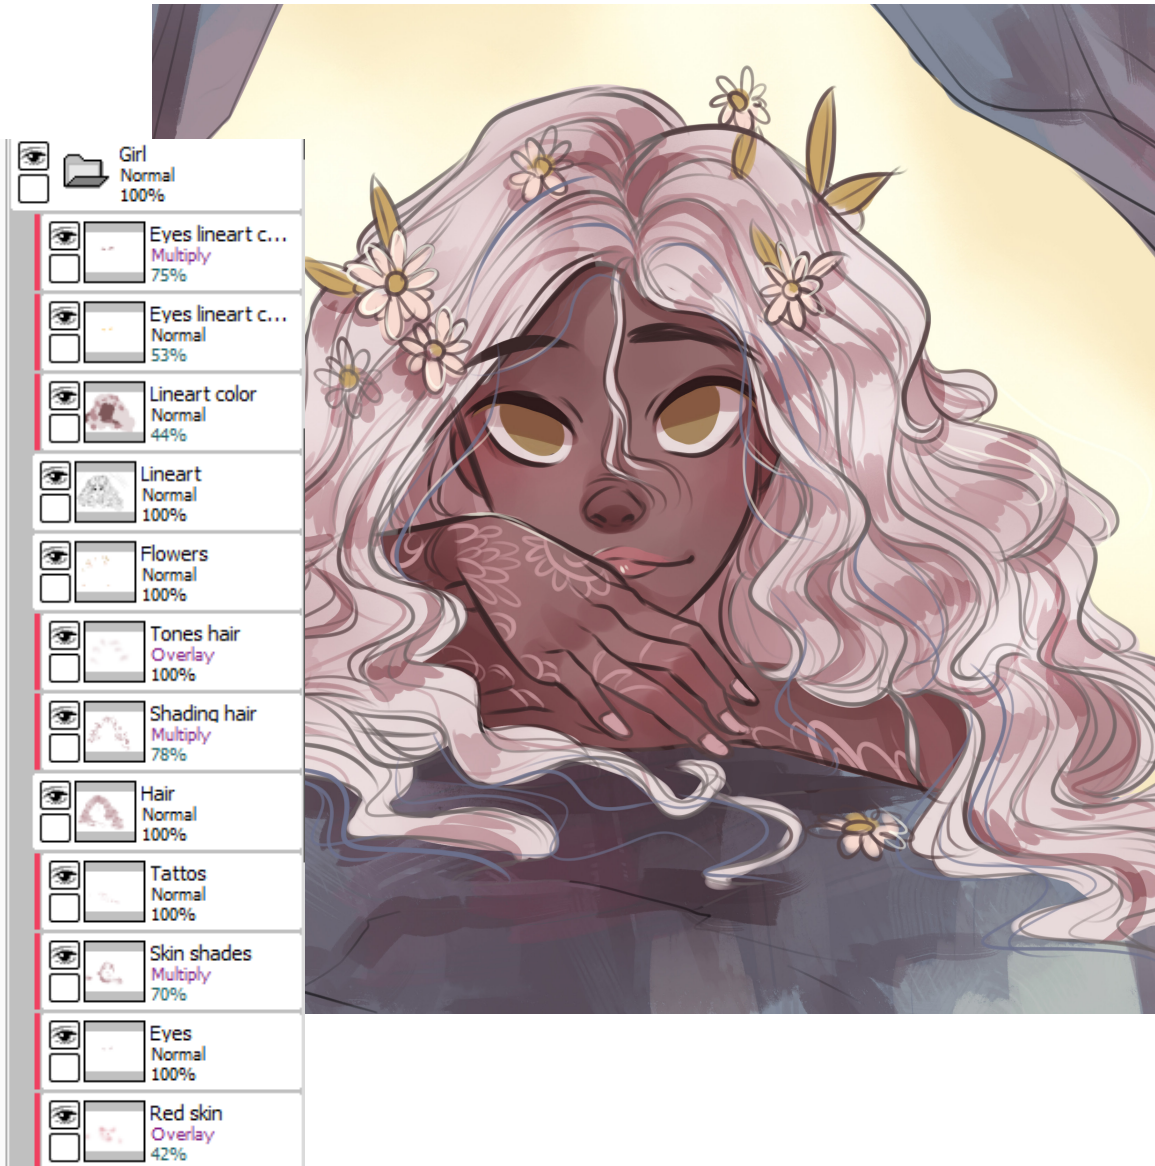 Girl
Normal
100%
Eyes lineart c...
Multiply
75%
Eyes lineart c...
Normal
53%
Lineart color
Normal
44%
Lineart
Normal
100%
Flowers
Normal
100%
Tones hair
Overlay
100%
Shading hair
Multiply
78%
Hair
Normal
100%
Tattos
Normal
100%
Skin shades
Multiply
70%
Eyes
Normal
100%
Red skin
Overlay
42%